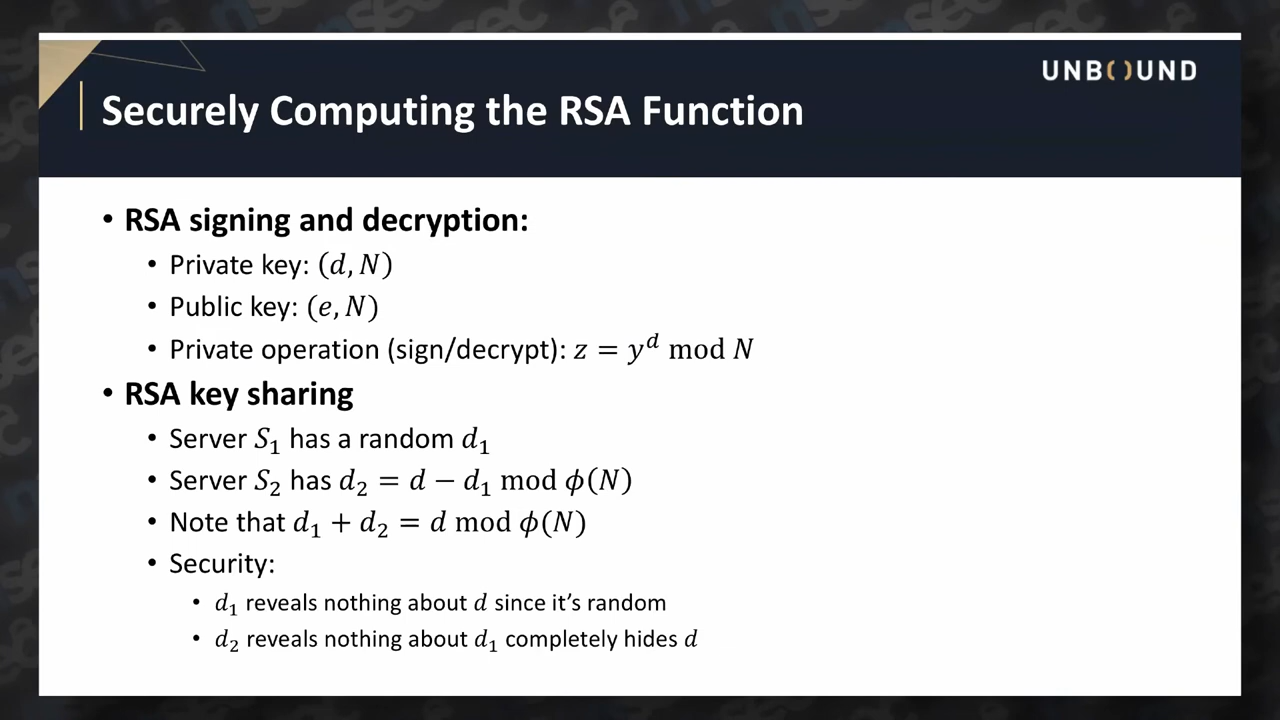 UNBOUND
Securely Computing the RSA Function
• RSA signing and decryption:
• Private key: (d, N)
• Public key: (e, N)
• Private operation (sign/decrypt): z = y^d mod N
• RSA key sharing
• Server S₁ has a random d₁
• Server S₂ has d₂ = d − d₁ mod ϕ(N)
• Note that d₁ + d₂ = d mod ϕ(N)
• Security:
• d₁ reveals nothing about d since it's random
• d₂ reveals nothing about d₁ completely hides d